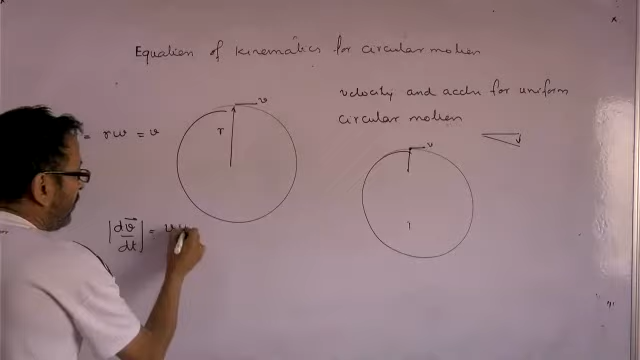 Equation of kinematics for circular motion
velocity and accln for uniform
circular motion
= rω = v
v
r
v
v
|dv⃗/dt| = v